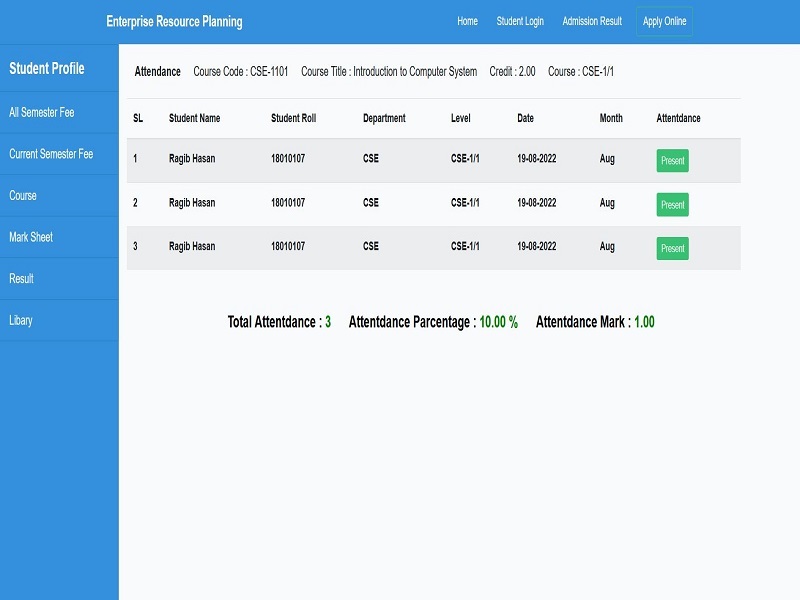 Enterprise Resource Planning Home Student Login Admission Result Apply Online
Student Profile
All Semester Fee
Current Semester Fee
Course
Mark Sheet
Result
Libary
Attendance Course Code : CSE-1101 Course Title : Introduction to Computer System Credit : 2.00 Course : CSE-1/1
SL Student Name Student Roll Department Level Date Month Attentdance
1 Ragib Hasan 18010107 CSE CSE-1/1 19-08-2022 Aug Present
2 Ragib Hasan 18010107 CSE CSE-1/1 19-08-2022 Aug Present
3 Ragib Hasan 18010107 CSE CSE-1/1 19-08-2022 Aug Present
Total Attentdance : 3 Attentdance Parcentage : 10.00 % Attentdance Mark : 1.00